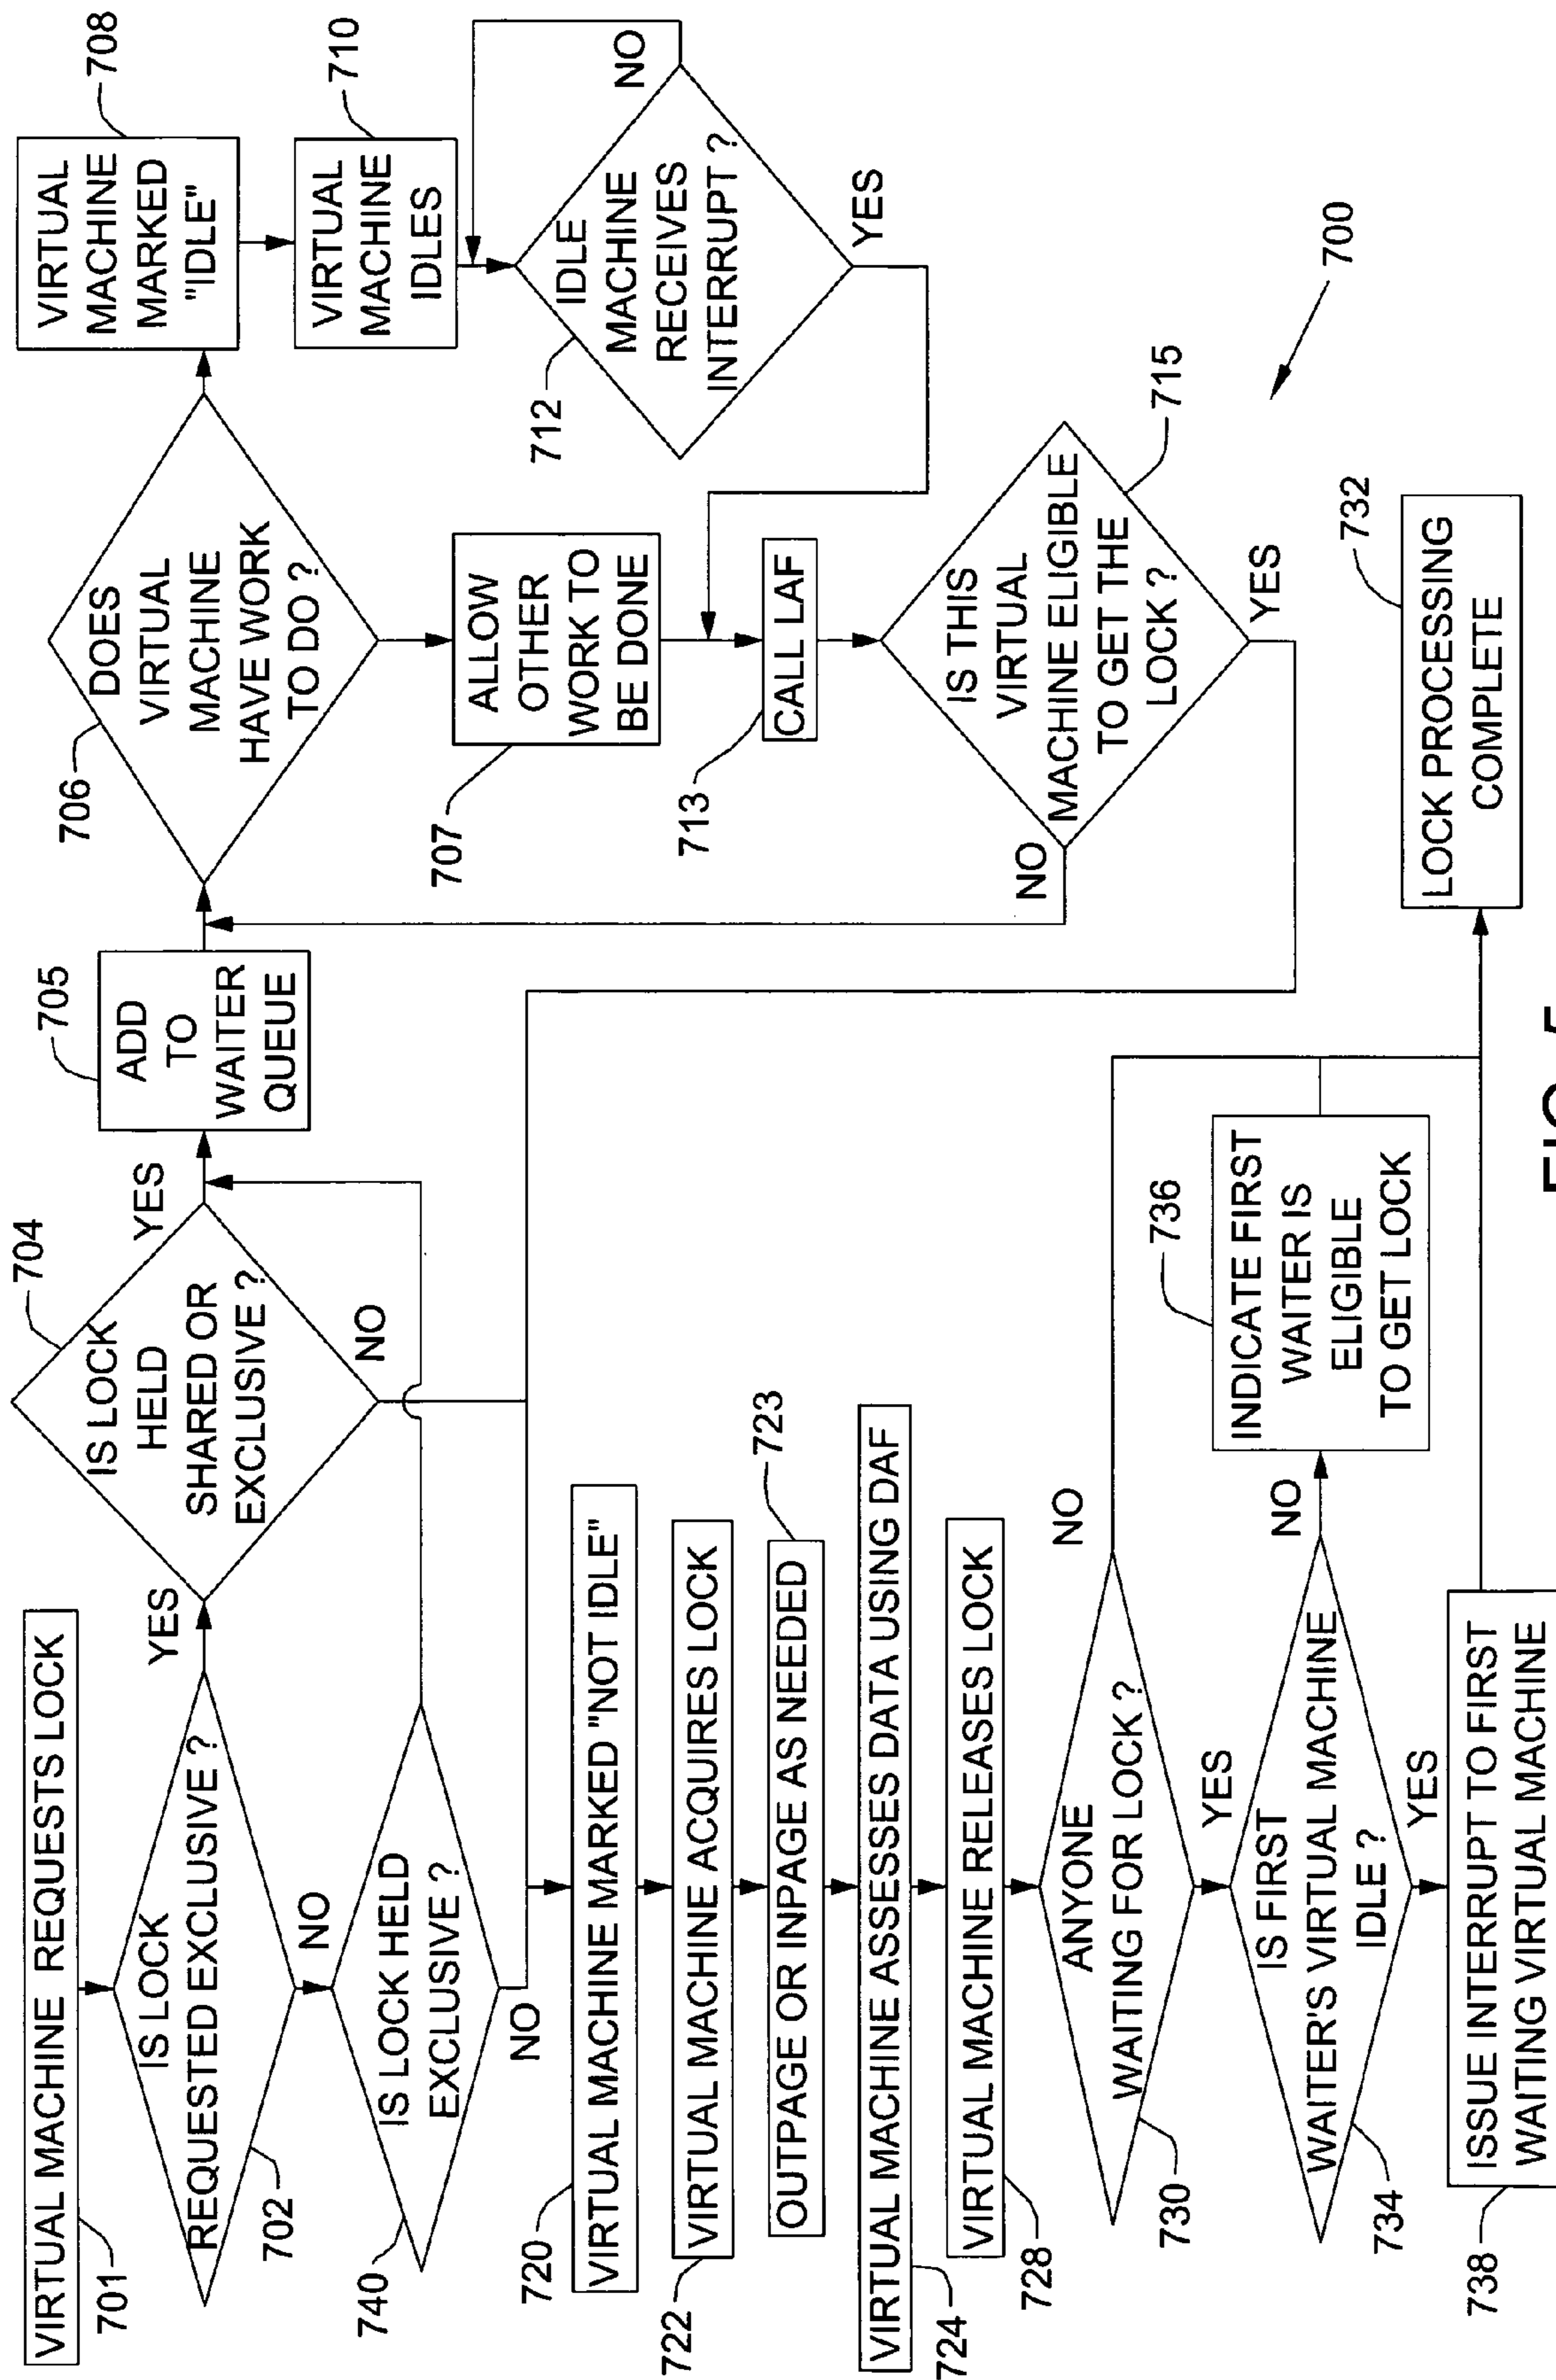 VIRTUAL MACHINE REQUESTS LOCK
701
IS LOCK
REQUESTED EXCLUSIVE ?
702
YES
NO
IS LOCK
HELD
SHARED OR
EXCLUSIVE ?
704
YES
NO
ADD
TO
WAITER
QUEUE
705
DOES
VIRTUAL
MACHINE
HAVE WORK
TO DO ?
706
VIRTUAL
MACHINE
MARKED
"IDLE"
708
VIRTUAL
MACHINE
IDLES
710
IDLE
MACHINE
RECEIVES
INTERRUPT ?
712
NO
YES
ALLOW
OTHER
WORK TO
BE DONE
707
CALL LAF
713
IS THIS
VIRTUAL
MACHINE ELIGIBLE
TO GET THE
LOCK ?
715
NO
YES
700
IS LOCK HELD
EXCLUSIVE ?
740
NO
VIRTUAL MACHINE MARKED "NOT IDLE"
720
VIRTUAL MACHINE ACQUIRES LOCK
722
OUTPAGE OR INPAGE AS NEEDED
723
VIRTUAL MACHINE ASSESSES DATA USING DAF
724
VIRTUAL MACHINE RELEASES LOCK
728
ANYONE
WAITING FOR LOCK ?
730
NO
YES
IS FIRST
WAITER'S VIRTUAL MACHINE
IDLE ?
734
NO
YES
INDICATE FIRST
WAITER IS
ELIGIBLE
TO GET LOCK
736
ISSUE INTERRUPT TO FIRST
WAITING VIRTUAL MACHINE
738
LOCK PROCESSING
COMPLETE
732